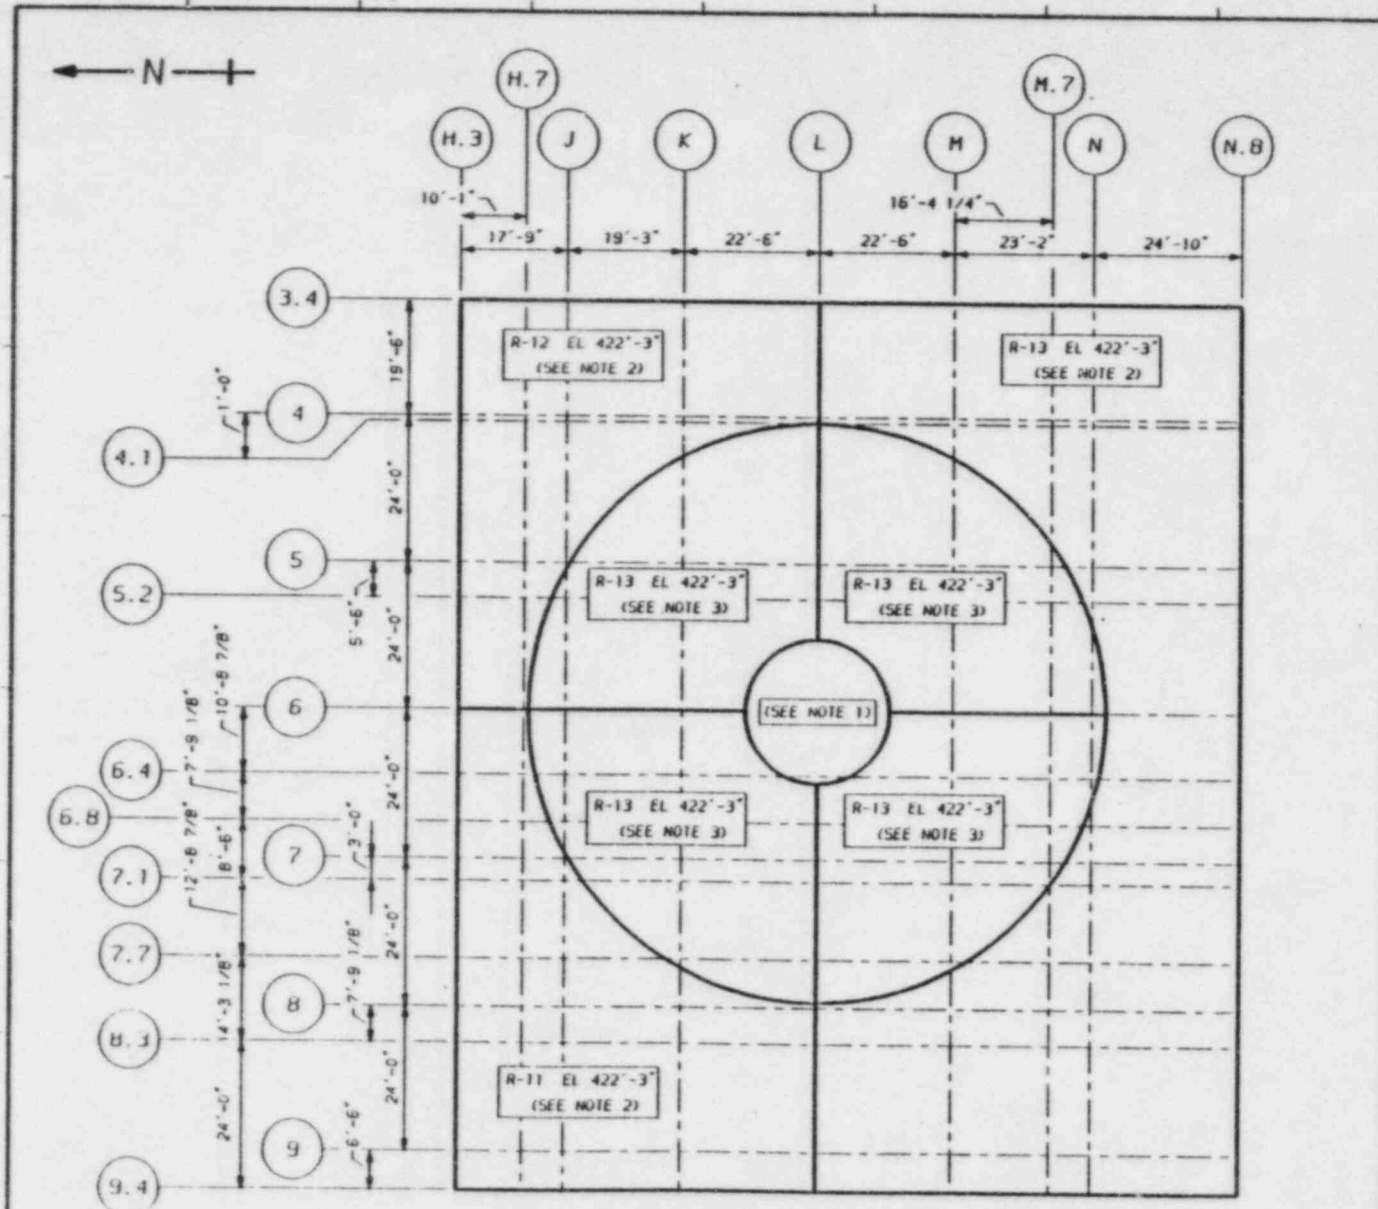 N
H.7
M.7
H.3
J
K
L
M
N
N.8
10'-1"
16'-4 1/4"
17'-9"
19'-3"
22'-6"
22'-6"
23'-2"
24'-10"
3.4
19'-6"
R-12 EL 422'-3"
(SEE NOTE 2)
R-13 EL 422'-3"
(SEE NOTE 2)
1'-0"
4
4.1
24'-0"
5
5.2
5'-6"
24'-0"
R-13 EL 422'-3"
(SEE NOTE 3)
R-13 EL 422'-3"
(SEE NOTE 3)
10'-8 7/8"
6
(SEE NOTE 1)
7'-9 1/8"
6.4
24'-0"
6.8
R-13 EL 422'-3"
(SEE NOTE 3)
R-13 EL 422'-3"
(SEE NOTE 3)
12'-8 7/8"
8'-6"
3'-0"
7
7.1
24'-0"
7.7
7'-9 1/8"
14'-3 1/8"
8
8.3
24'-0"
24'-0"
R-11 EL 422'-3"
(SEE NOTE 2)
6'-6"
9
9.4